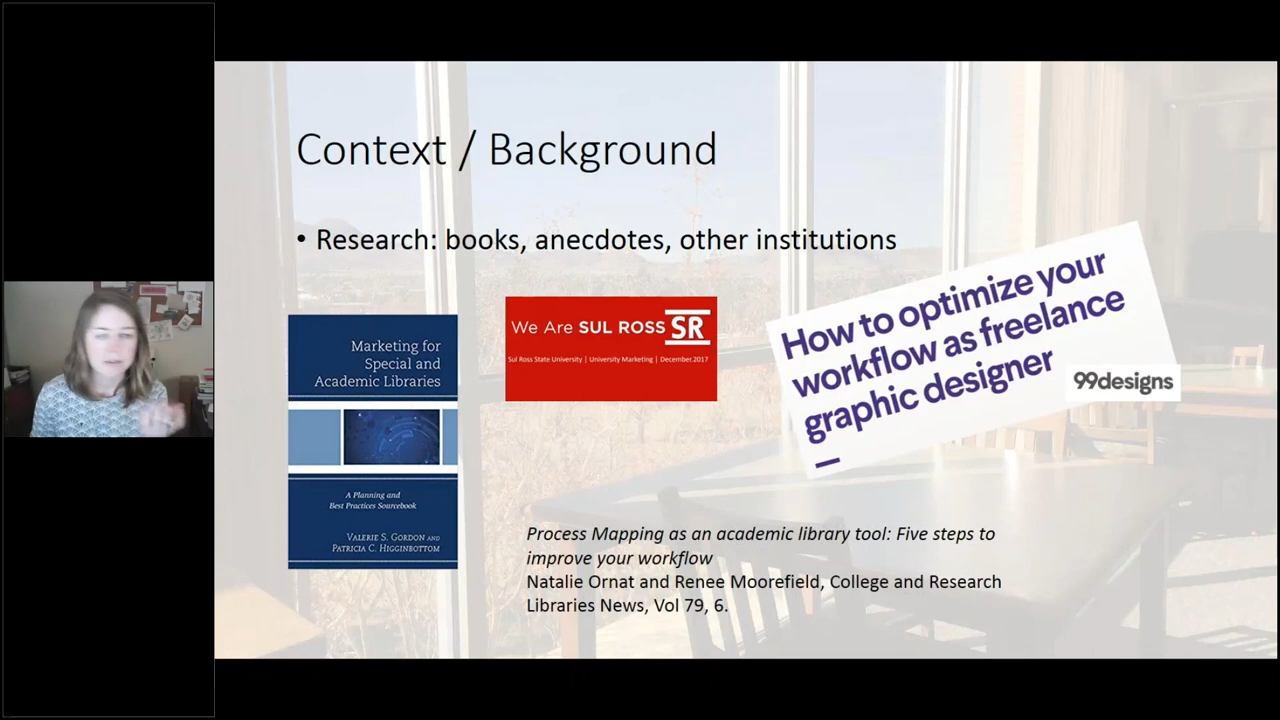 Context / Background
• Research: books, anecdotes, other institutions
Marketing for
Special and
Academic Libraries
A Planning and
Best Practices Sourcebook
Valerie S. Gordon and
Patricia C. Higginbottom
We Are SUL ROSS SR
Sul Ross State University | University Marketing | December.2017
How to optimize your
workflow as freelance
graphic designer
99designs
Process Mapping as an academic library tool: Five steps to
improve your workflow
Natalie Ornat and Renee Moorefield, College and Research
Libraries News, Vol 79, 6.